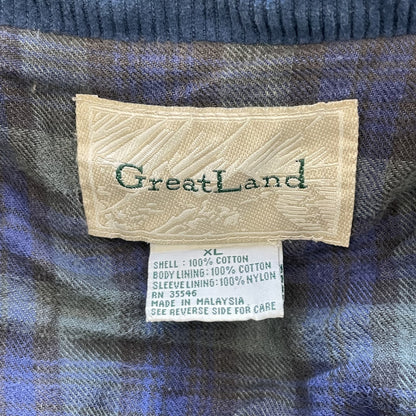 GreatLand
XL
SHELL : 100% COTTON
BODY LINING : 100% COTTON
SLEEVE LINING : 100% NYLON
RN 35546
MADE IN MALAYSIA
SEE REVERSE SIDE FOR CARE